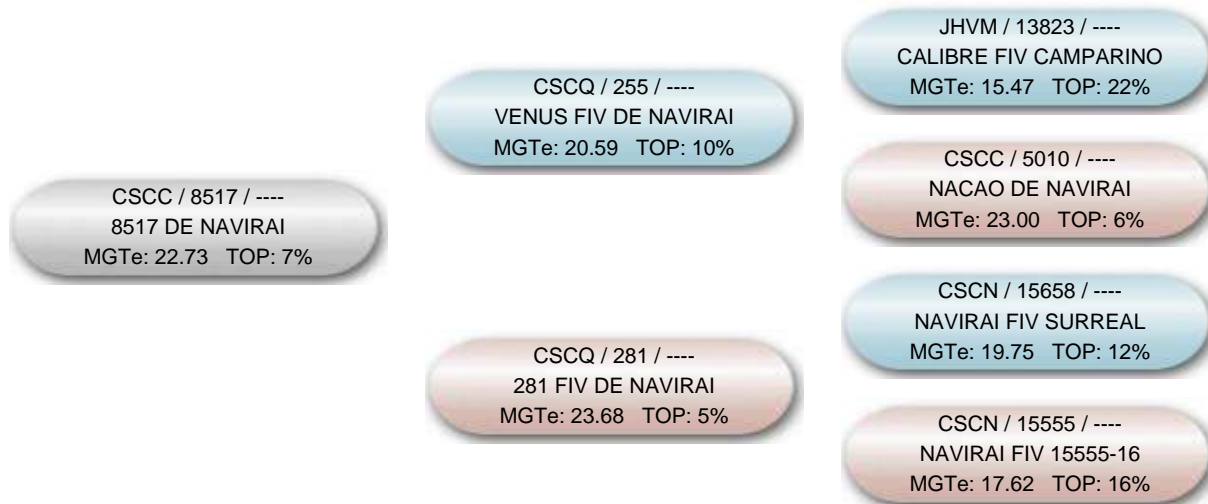 JHVM / 13823 / ----
CALIBRE FIV CAMPARINO
MGTe: 15.47 TOP: 22%
CSCQ / 255 / ----
VENUS FIV DE NAVIRAI
MGTe: 20.59 TOP: 10%
CSCC / 5010 / ----
NACAO DE NAVIRAI
MGTe: 23.00 TOP: 6%
CSCC / 8517 / ----
8517 DE NAVIRAI
MGTe: 22.73 TOP: 7%
CSCN / 15658 / ----
NAVIRAI FIV SURREAL
MGTe: 19.75 TOP: 12%
CSCQ / 281 / ----
281 FIV DE NAVIRAI
MGTe: 23.68 TOP: 5%
CSCN / 15555 / ----
NAVIRAI FIV 15555-16
MGTe: 17.62 TOP: 16%